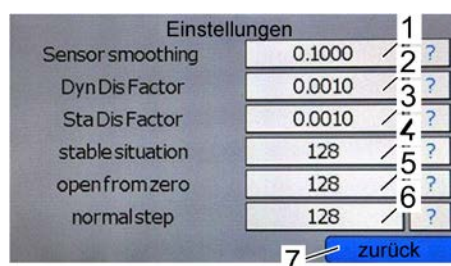 Einstellungen
1
Sensor smoothing 0.1000 ?
2
Dyn Dis Factor 0.0010 ?
3
Sta Dis Factor 0.0010 ?
4
stable situation 128 ?
5
open from zero 128 ?
6
normal step 128 ?
7 zurück